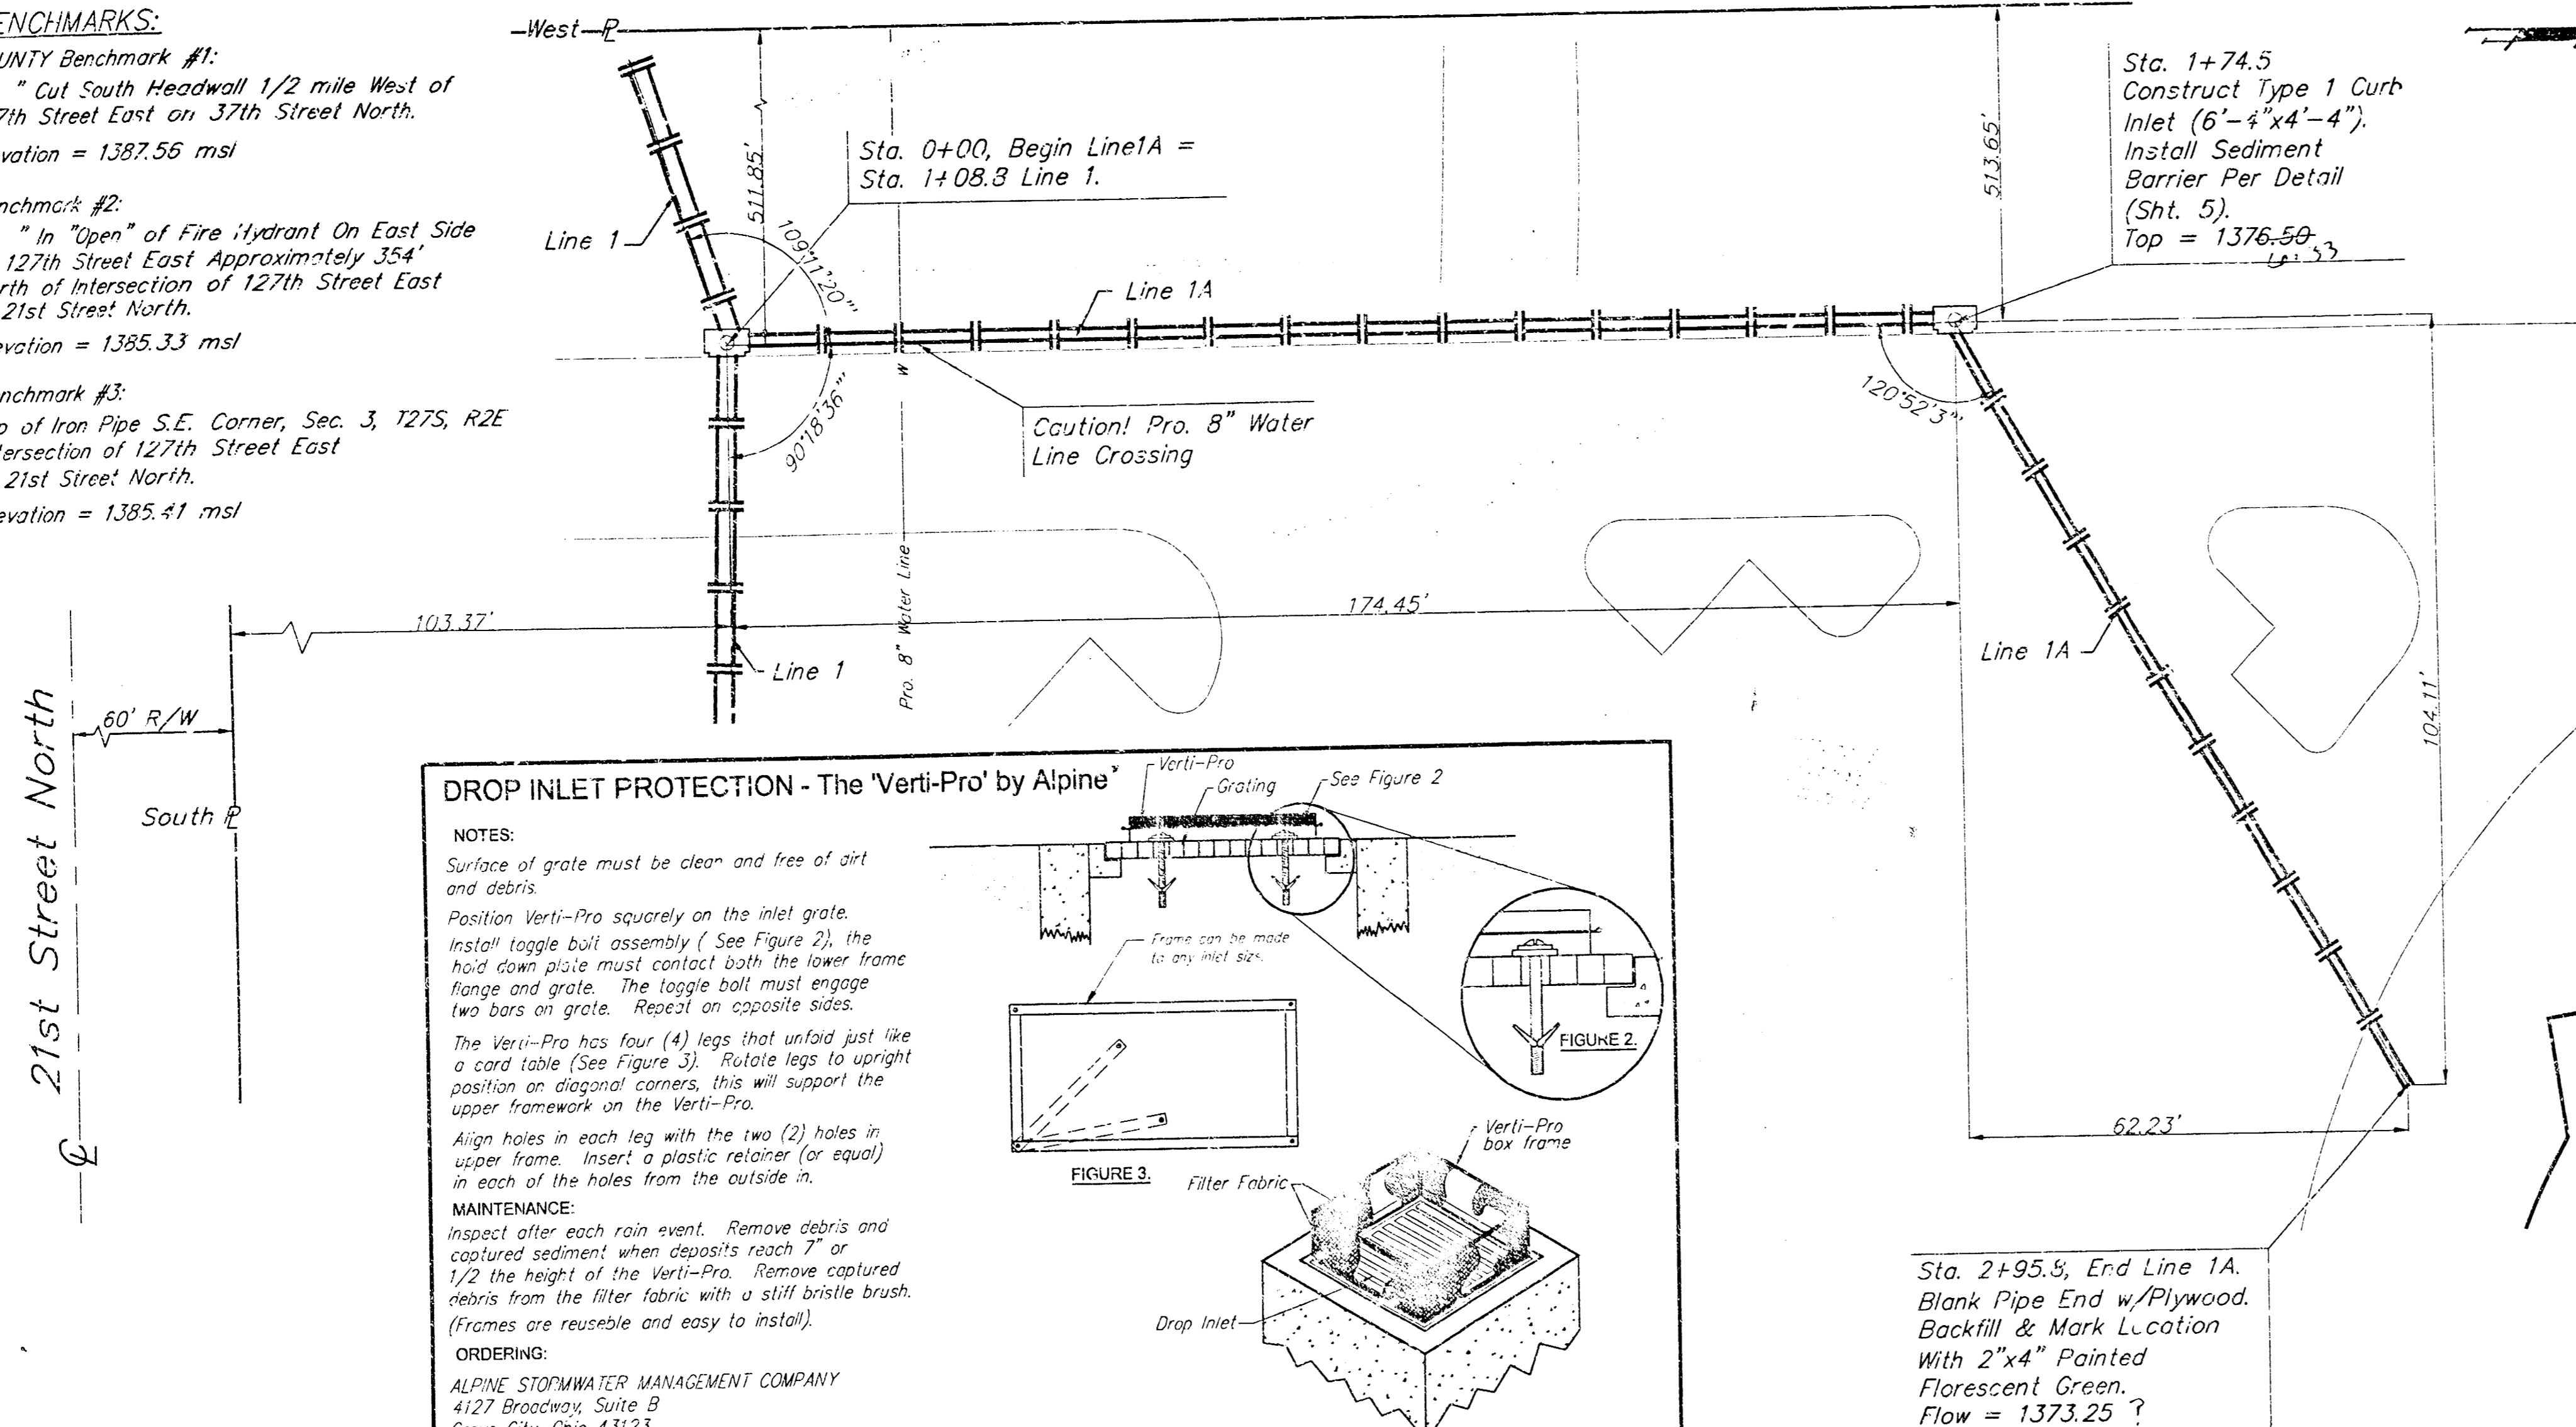 ENCHMARKS:
UNTY Benchmark #1:
" Cut South Headwall 1/2 mile West of
7th Street East on 37th Street North.
vation = 1387.56 msl
nchmark #2:
" In "Open" of Fire Hydrant On East Side
127th Street East Approximately 354'
rth of Intersection of 127th Street East
21st Street North.
evation = 1385.33 msl
nchmark #3:
p of Iron Pipe S.E. Corner, Sec. 3, T27S, R2E
tersection of 127th Street East
21st Street North.
evation = 1385.41 msl
West ⅊
511.85'
Sta. 0+00, Begin Line1A =
Sta. 1+08.3 Line 1.
Line 1
109°11'20"
Line 1A
513.65'
Sta. 1+74.5
Construct Type 1 Curb
Inlet (6'-4"x4'-4").
Install Sediment
Barrier Per Detail
(Sht. 5).
Top = 1376.50
.33
W
90°18'36"
Caution! Pro. 8" Water
Line Crossing
120°52'3"
Pro. 8" Water Line
103.37'
174.45'
Line 1
Line 1A
104.11'
62.23'
21st Street North
60' R/W
South ⅊
℄
DROP INLET PROTECTION - The 'Verti-Pro' by Alpine
NOTES:
Surface of grate must be clean and free of dirt
and debris.
Position Verti-Pro squarely on the inlet grate.
Install toggle bolt assembly ( See Figure 2), the
hold down plate must contact both the lower frame
flange and grate. The toggle bolt must engage
two bars on grate. Repeat on opposite sides.
The Verti-Pro has four (4) legs that unfold just like
a card table (See Figure 3). Rotate legs to upright
position on diagonal corners, this will support the
upper framework on the Verti-Pro.
Align holes in each leg with the two (2) holes in
upper frame. Insert a plastic retainer (or equal)
in each of the holes from the outside in.
MAINTENANCE:
Inspect after each rain event. Remove debris and
captured sediment when deposits reach 7" or
1/2 the height of the Verti-Pro. Remove captured
debris from the filter fabric with a stiff bristle brush.
(Frames are reuseble and easy to install).
ORDERING:
ALPINE STORMWATER MANAGEMENT COMPANY
4127 Broadway, Suite B
Grove City, Ohio 43123
Verti-Pro
Grating
See Figure 2
Frame can be made
to any inlet size.
FIGURE 2.
FIGURE 3.
Verti-Pro
box frame
Filter Fabric
Drop Inlet
Sta. 2+95.8, End Line 1A.
Blank Pipe End w/Plywood.
Backfill & Mark Location
With 2"x4" Painted
Florescent Green.
Flow = 1373.25 ?